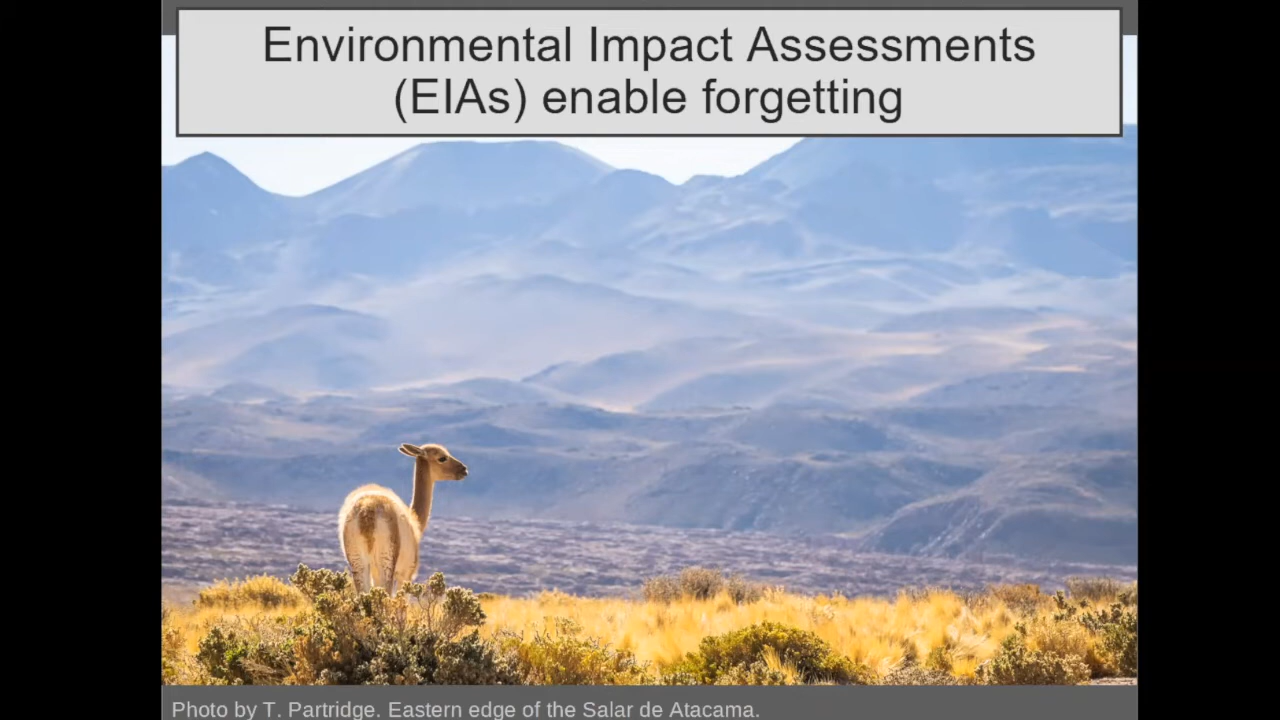 Environmental Impact Assessments
(EIAs) enable forgetting
Photo by T. Partridge. Eastern edge of the Salar de Atacama.